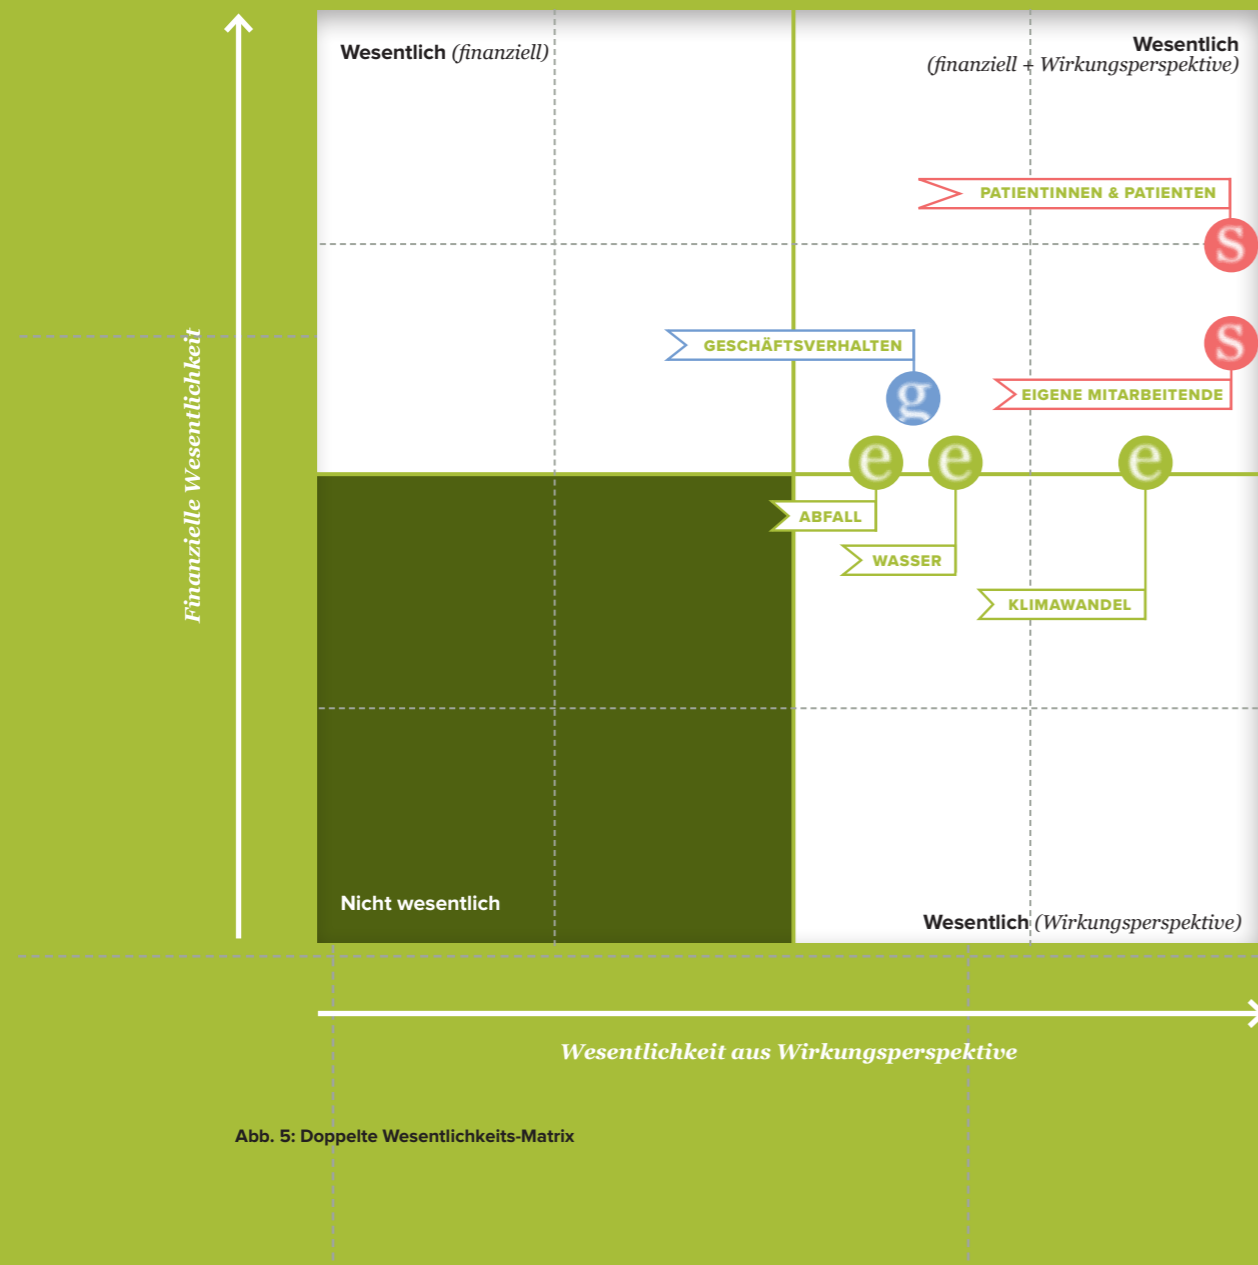 Wesentlich (finanziell)
Wesentlich
(finanziell + Wirkungsperspektive)
PATIENTINNEN & PATIENTEN
s
s
GESCHÄFTSVERHALTEN
g
EIGENE MITARBEITENDE
e
e
e
ABFALL
WASSER
KLIMAWANDEL
Finanzielle Wesentlichkeit
Nicht wesentlich
Wesentlich (Wirkungsperspektive)
Wesentlichkeit aus Wirkungsperspektive
Abb. 5: Doppelte Wesentlichkeits-Matrix